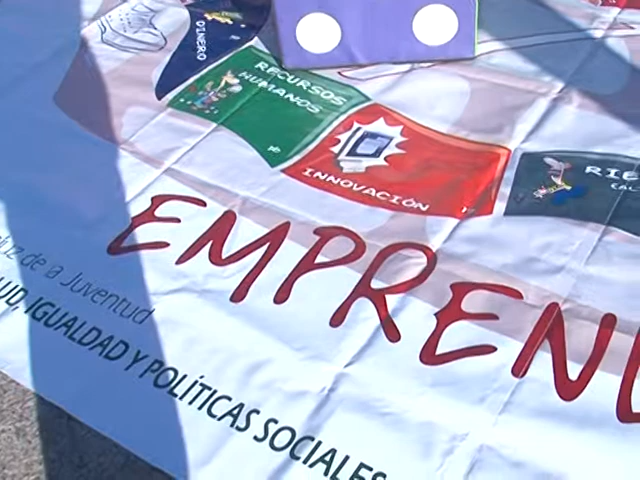 DINERO
RECURSOS
HUMANOS
INNOVACIÓN
RIE
EMPREN
de la Juventud
UD, IGUALDAD Y POLÍTICAS SOCIALES